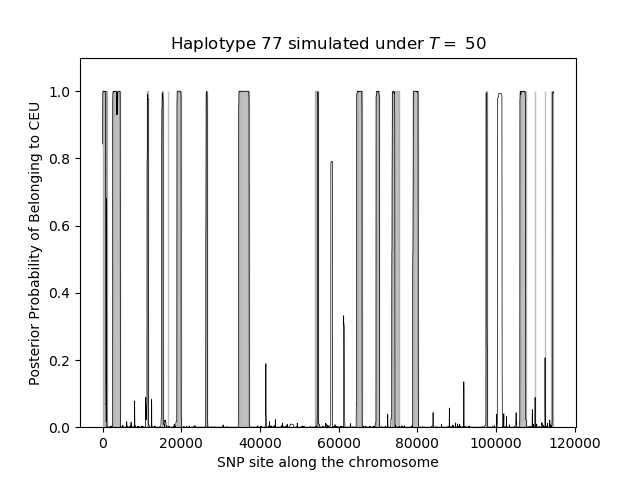 Haplotype 77 simulated under T = 50
Posterior Probability of Belonging to CEU
1.0
0.8
0.6
0.4
0.2
0.0
0 20000 40000 60000 80000 100000 120000
SNP site along the chromosome